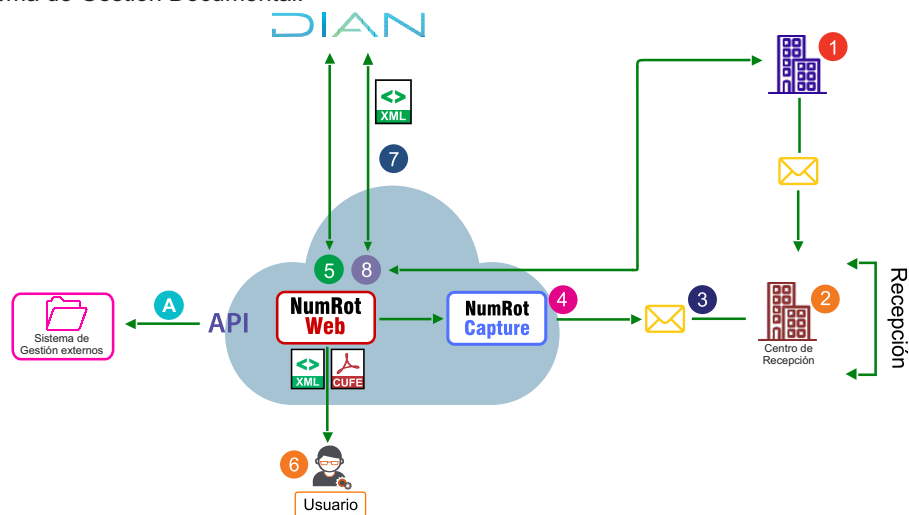 DIAN
1
<>
XML
7
5
8
4
3
2
A
API
NumRot
Web
NumRot
Capture
Sistema de
Gestión externos
Centro de
Recepción
Recepción
<>
XML
CUFE
6
Usuario